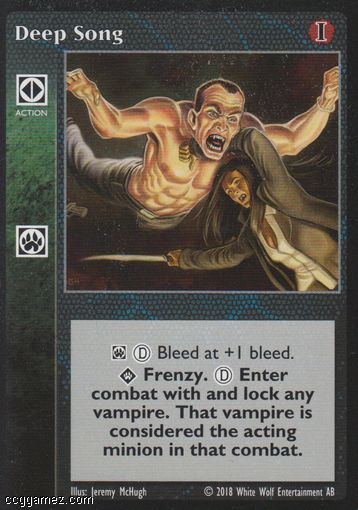 Deep Song
I
ACTION
D Bleed at +1 bleed.
Frenzy. D Enter
combat with and lock any
vampire. That vampire is
considered the acting
minion in that combat.
Illus: Jeremy McHugh © 2018 White Wolf Entertainment AB
ccggamez.com